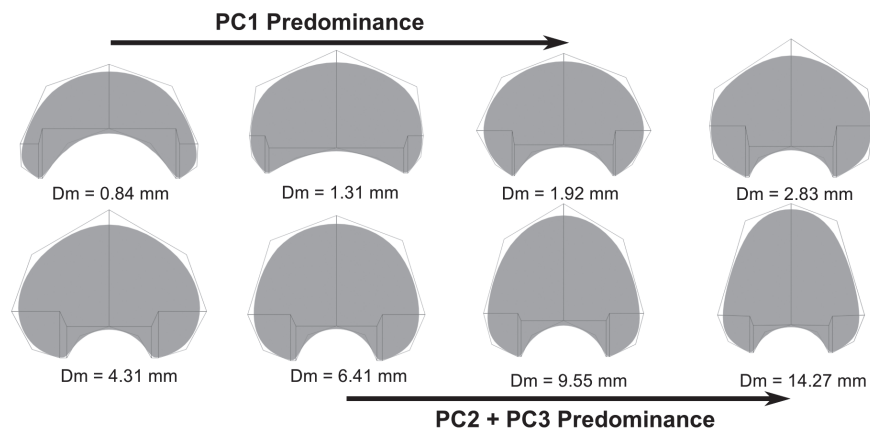 PC1 Predominance
Dm = 0.84 mm
Dm = 1.31 mm
Dm = 1.92 mm
Dm = 2.83 mm
Dm = 4.31 mm
Dm = 6.41 mm
Dm = 9.55 mm
Dm = 14.27 mm
PC2 + PC3 Predominance